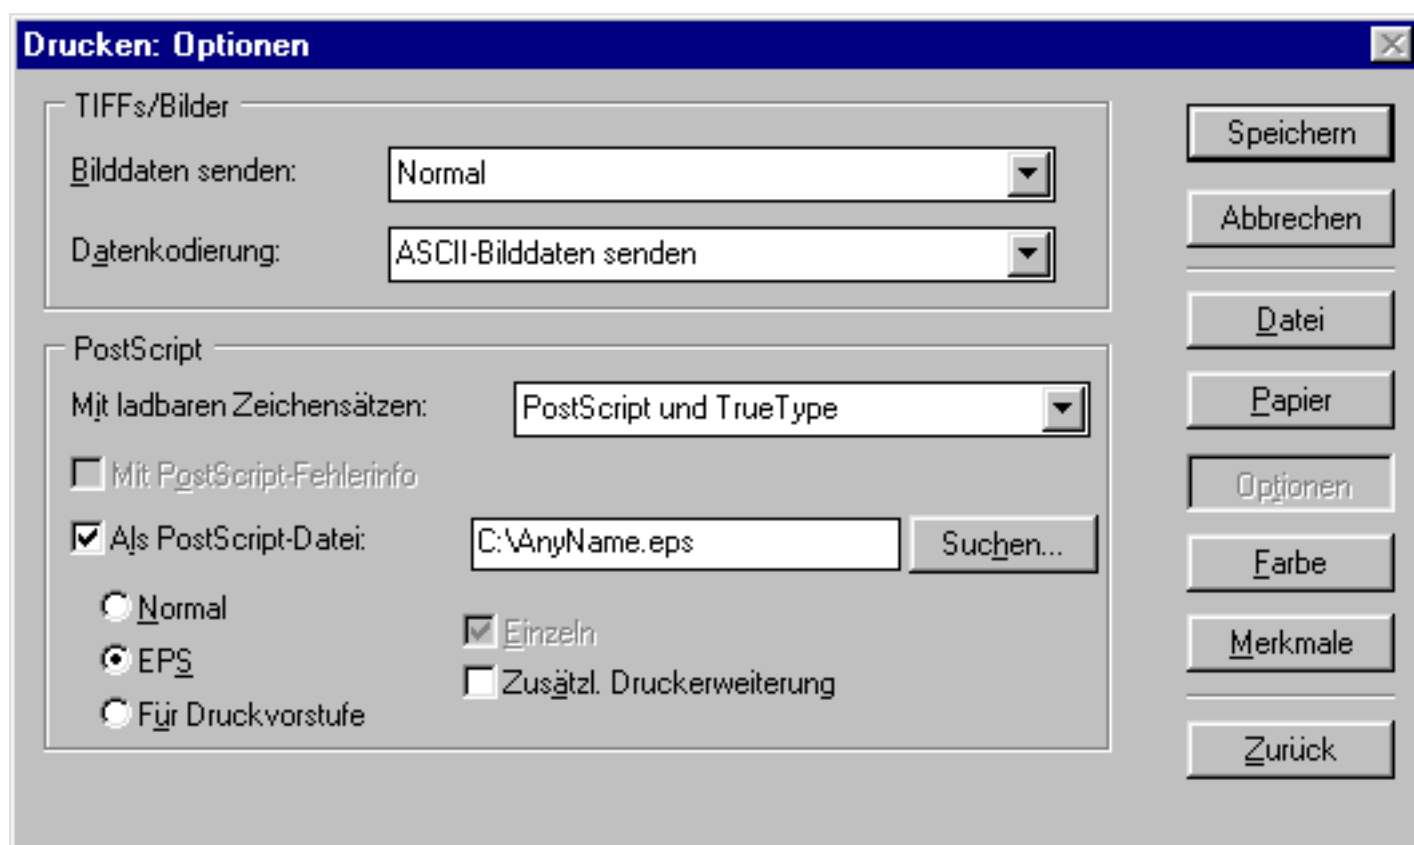 Drucken: Optionen
TIFFs/Bilder
Bilddaten senden: Normal
Datenkodierung: ASCII-Bilddaten senden
PostScript
Mit ladbaren Zeichensätzen: PostScript und TrueType
Mit PostScript-Fehlerinfo
Als PostScript-Datei: C:\AnyName.eps Suchen...
Normal
EPS
Für Druckvorstufe
Einzeln
Zusätzl. Druckerweiterung
Speichern
Abbrechen
Datei
Papier
Optionen
Farbe
Merkmale
Zurück